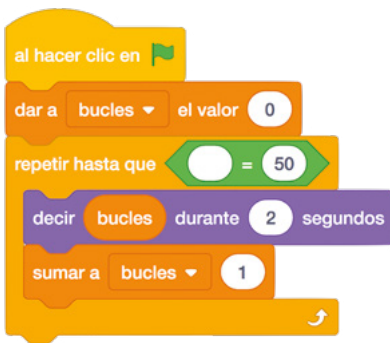 al hacer clic en
dar a bucles el valor 0
repetir hasta que = 50
decir bucles durante 2 segundos
sumar a bucles 1